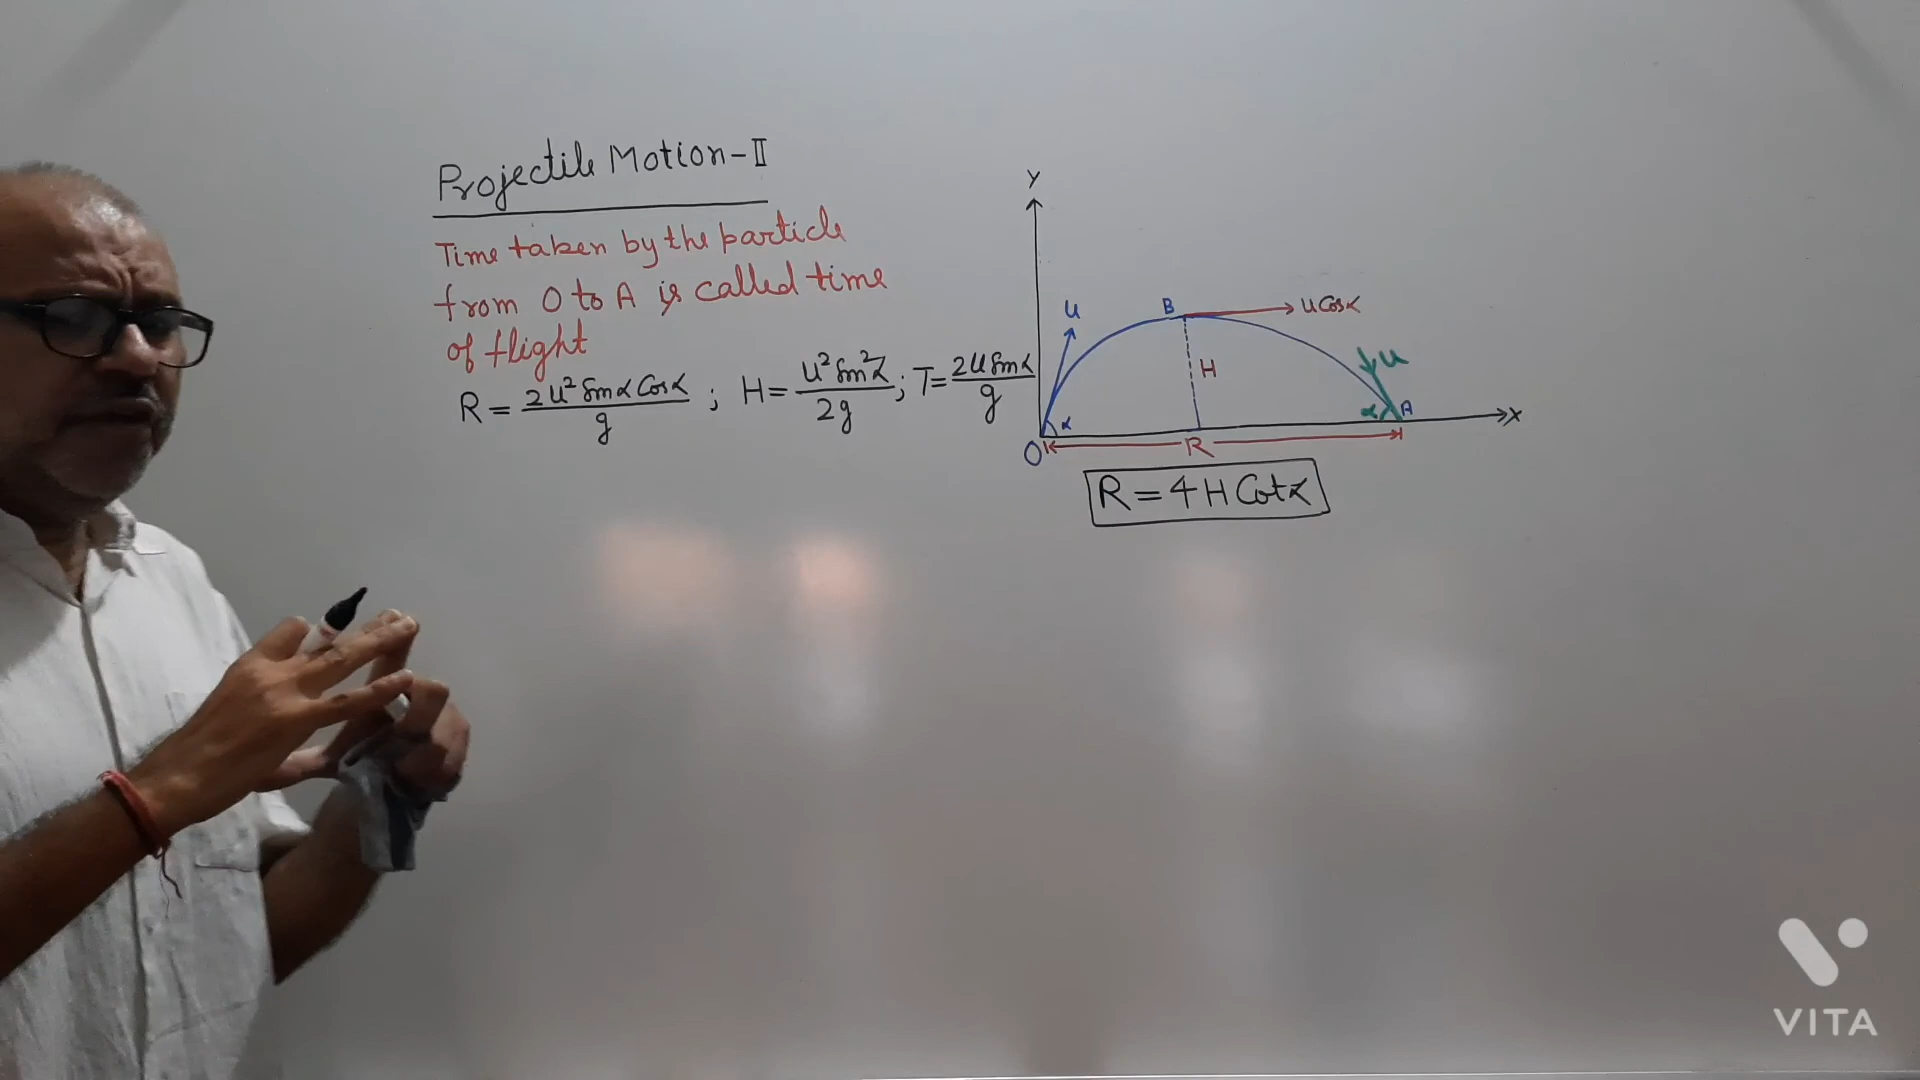 Projectile Motion-II
Time taken by the particle
from O to A is called time
of flight
R = 2u² Sinα Cosα / g ; H = u² Sin²α / 2g ; T = 2u Sinα / g
Y
u
B
u Cosα
H
u
α
α
A
X
O
R
R = 4 H Cotα
VITA